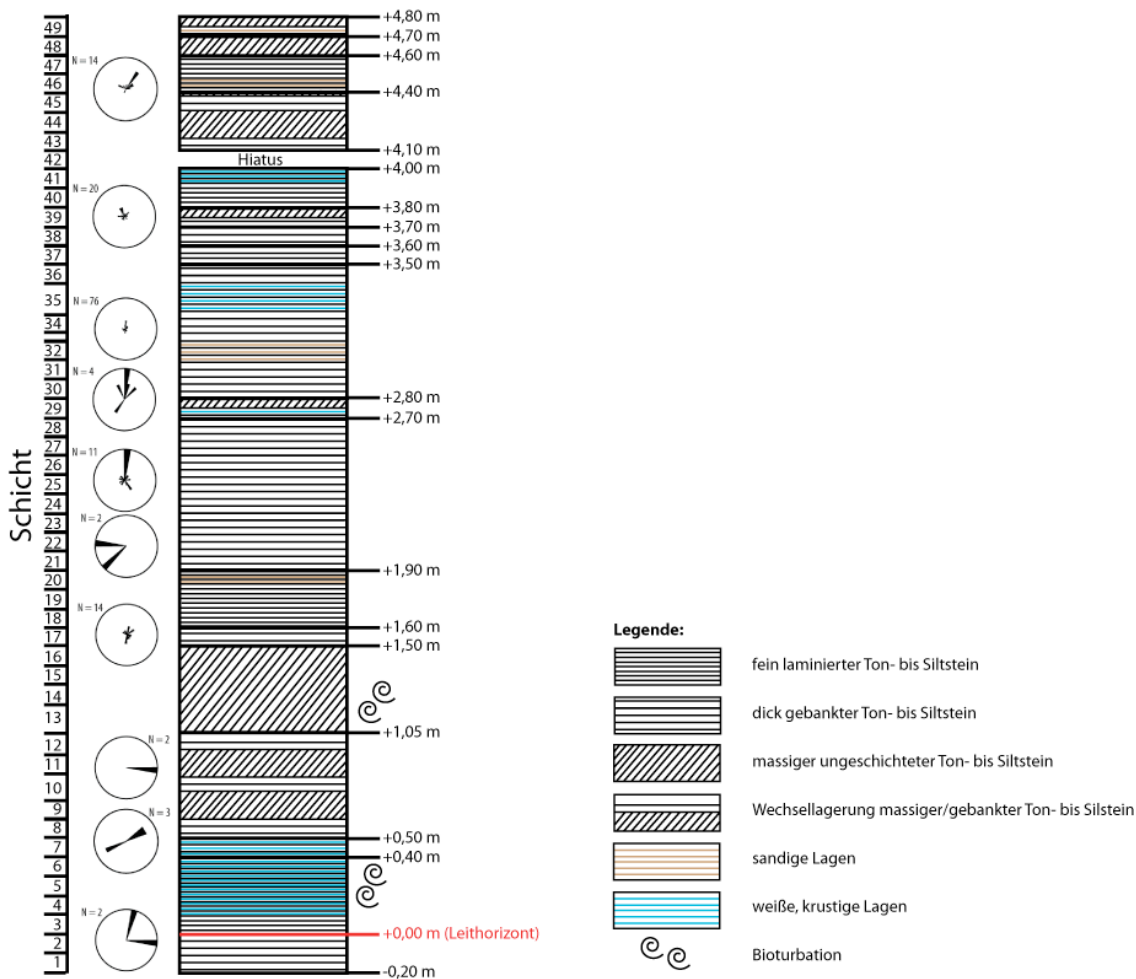 Schicht
49
48
47
46
45
44
43
42
41
40
39
38
37
36
35
34
32
31
30
29
28
27
26
25
24
23
22
21
20
19
18
17
16
15
14
13
12
11
10
9
8
7
6
5
4
3
2
1
N = 14
N = 20
N = 76
N = 4
N = 11
N = 2
N = 14
N = 2
N = 3
N = 2
Hiatus
+4,80 m
+4,70 m
+4,60 m
+4,40 m
+4,10 m
+4,00 m
+3,80 m
+3,70 m
+3,60 m
+3,50 m
+2,80 m
+2,70 m
+1,90 m
+1,60 m
+1,50 m
+1,05 m
+0,50 m
+0,40 m
+0,00 m (Leithorizont)
-0,20 m
Legende:
fein laminierter Ton- bis Siltstein
dick gebankter Ton- bis Siltstein
massiger ungeschichteter Ton- bis Siltstein
Wechsellagerung massiger/gebankter Ton- bis Silstein
sandige Lagen
weiße, krustige Lagen
Bioturbation